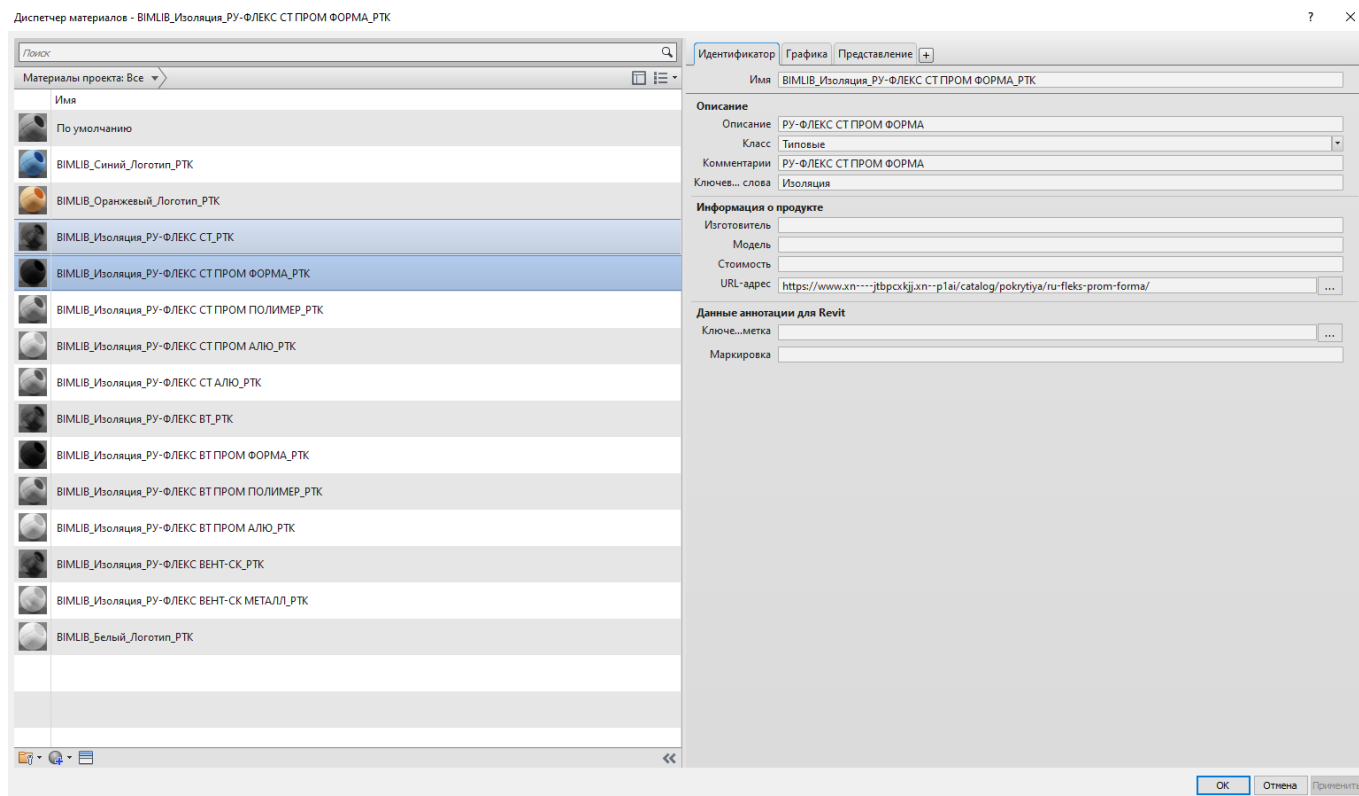 Диспетчер материалов - BIMLIB_Изоляция_РУ-ФЛЕКС СТ ПРОМ ФОРМА_РТК
?
Поиск
Материалы проекта: Все
Имя
По умолчанию
BIMLIB_Синий_Логотип_РТК
BIMLIB_Оранжевый_Логотип_РТК
BIMLIB_Изоляция_РУ-ФЛЕКС СТ_РТК
BIMLIB_Изоляция_РУ-ФЛЕКС СТ ПРОМ ФОРМА_РТК
BIMLIB_Изоляция_РУ-ФЛЕКС СТ ПРОМ ПОЛИМЕР_РТК
BIMLIB_Изоляция_РУ-ФЛЕКС СТ ПРОМ АЛЮ_РТК
BIMLIB_Изоляция_РУ-ФЛЕКС СТ АЛЮ_РТК
BIMLIB_Изоляция_РУ-ФЛЕКС ВТ_РТК
BIMLIB_Изоляция_РУ-ФЛЕКС ВТ ПРОМ ФОРМА_РТК
BIMLIB_Изоляция_РУ-ФЛЕКС ВТ ПРОМ ПОЛИМЕР_РТК
BIMLIB_Изоляция_РУ-ФЛЕКС ВТ ПРОМ АЛЮ_РТК
BIMLIB_Изоляция_РУ-ФЛЕКС ВЕНТ-СК_РТК
BIMLIB_Изоляция_РУ-ФЛЕКС ВЕНТ-СК МЕТАЛЛ_РТК
BIMLIB_Белый_Логотип_РТК
Идентификатор Графика Представление +
Имя BIMLIB_Изоляция_РУ-ФЛЕКС СТ ПРОМ ФОРМА_РТК
Описание
Описание РУ-ФЛЕКС СТ ПРОМ ФОРМА
Класс Типовые
Комментарии РУ-ФЛЕКС СТ ПРОМ ФОРМА
Ключев... слова Изоляция
Информация о продукте
Изготовитель
Модель
Стоимость
URL-адрес https://www.xn----jtbpcxkjj.xn--p1ai/catalog/pokrytiya/ru-fleks-prom-forma/ ...
Данные аннотации для Revit
Ключе...метка ...
Маркировка
OK Отмена Применить